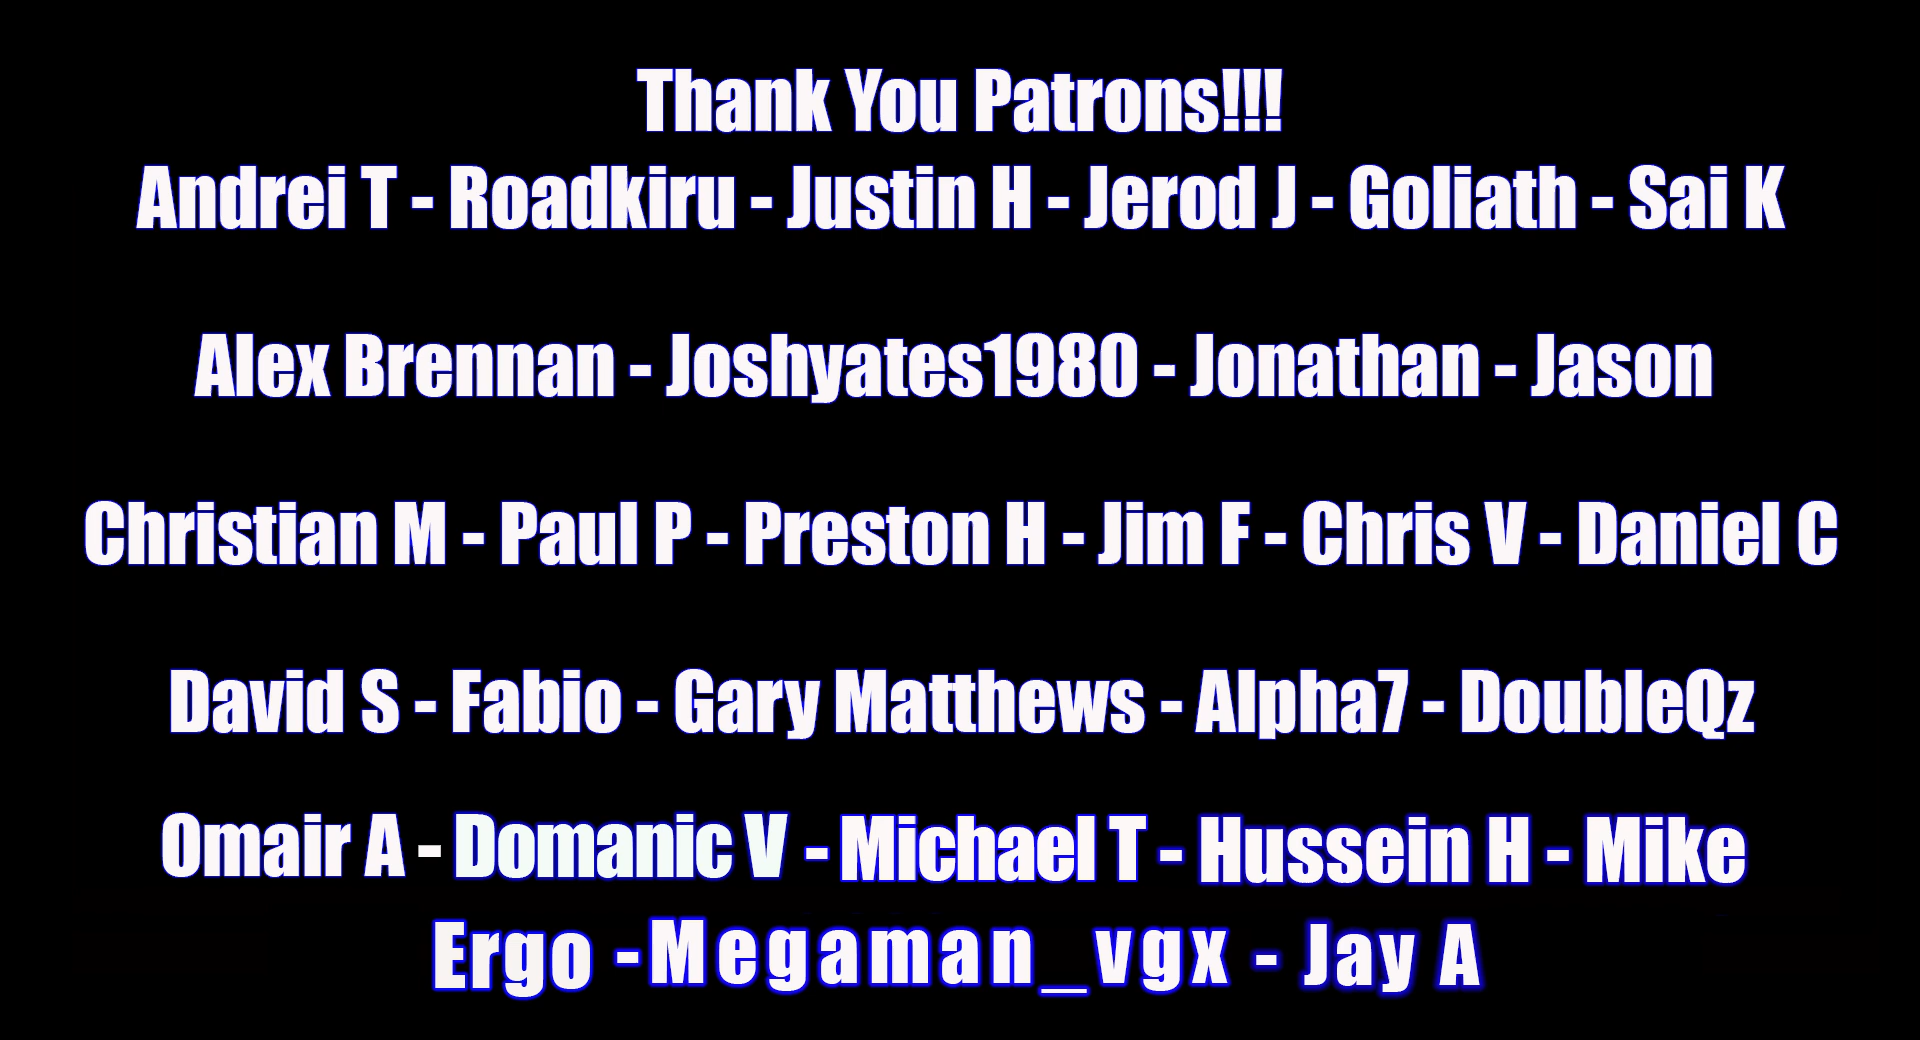 Thank You Patrons!!!
Andrei T - Roadkiru - Justin H - Jerod J - Goliath - Sai K
Alex Brennan - Joshyates1980 - Jonathan - Jason
Christian M - Paul P - Preston H - Jim F - Chris V - Daniel C
David S - Fabio - Gary Matthews - Alpha7 - DoubleQz
Omair A - Domanic V - Michael T - Hussein H - Mike
Ergo - Megaman_vgx - Jay A